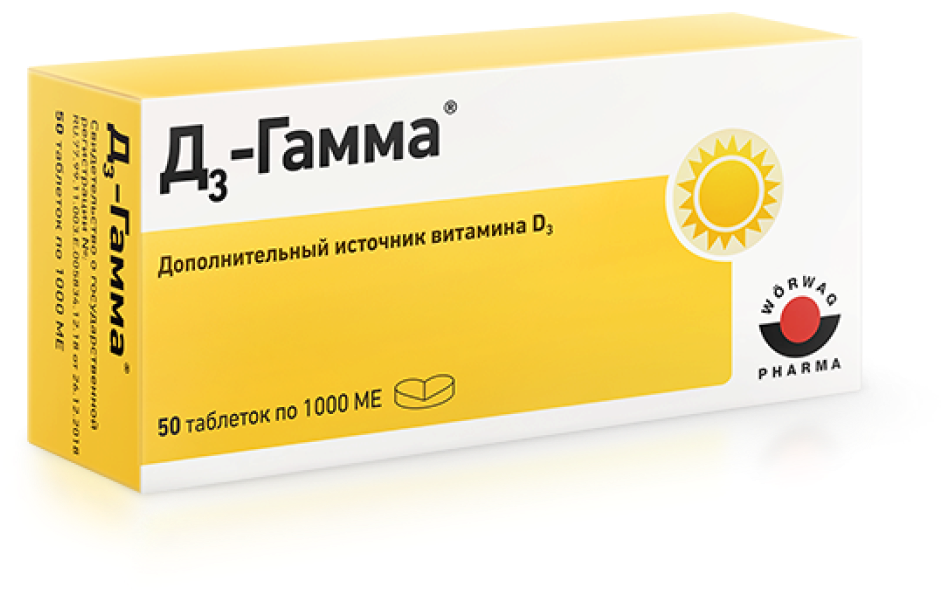 Д3-Гамма®
Дополнительный источник витамина D3
50 таблеток по 1000 МЕ
WÖRWAG
PHARMA
Д3-Гамма®
Свидетельство о государственной
регистрации №:
RU.77.99.11.003.Е.005834.12.18 от 26.12.2018
50 таблеток по 1000 МЕ